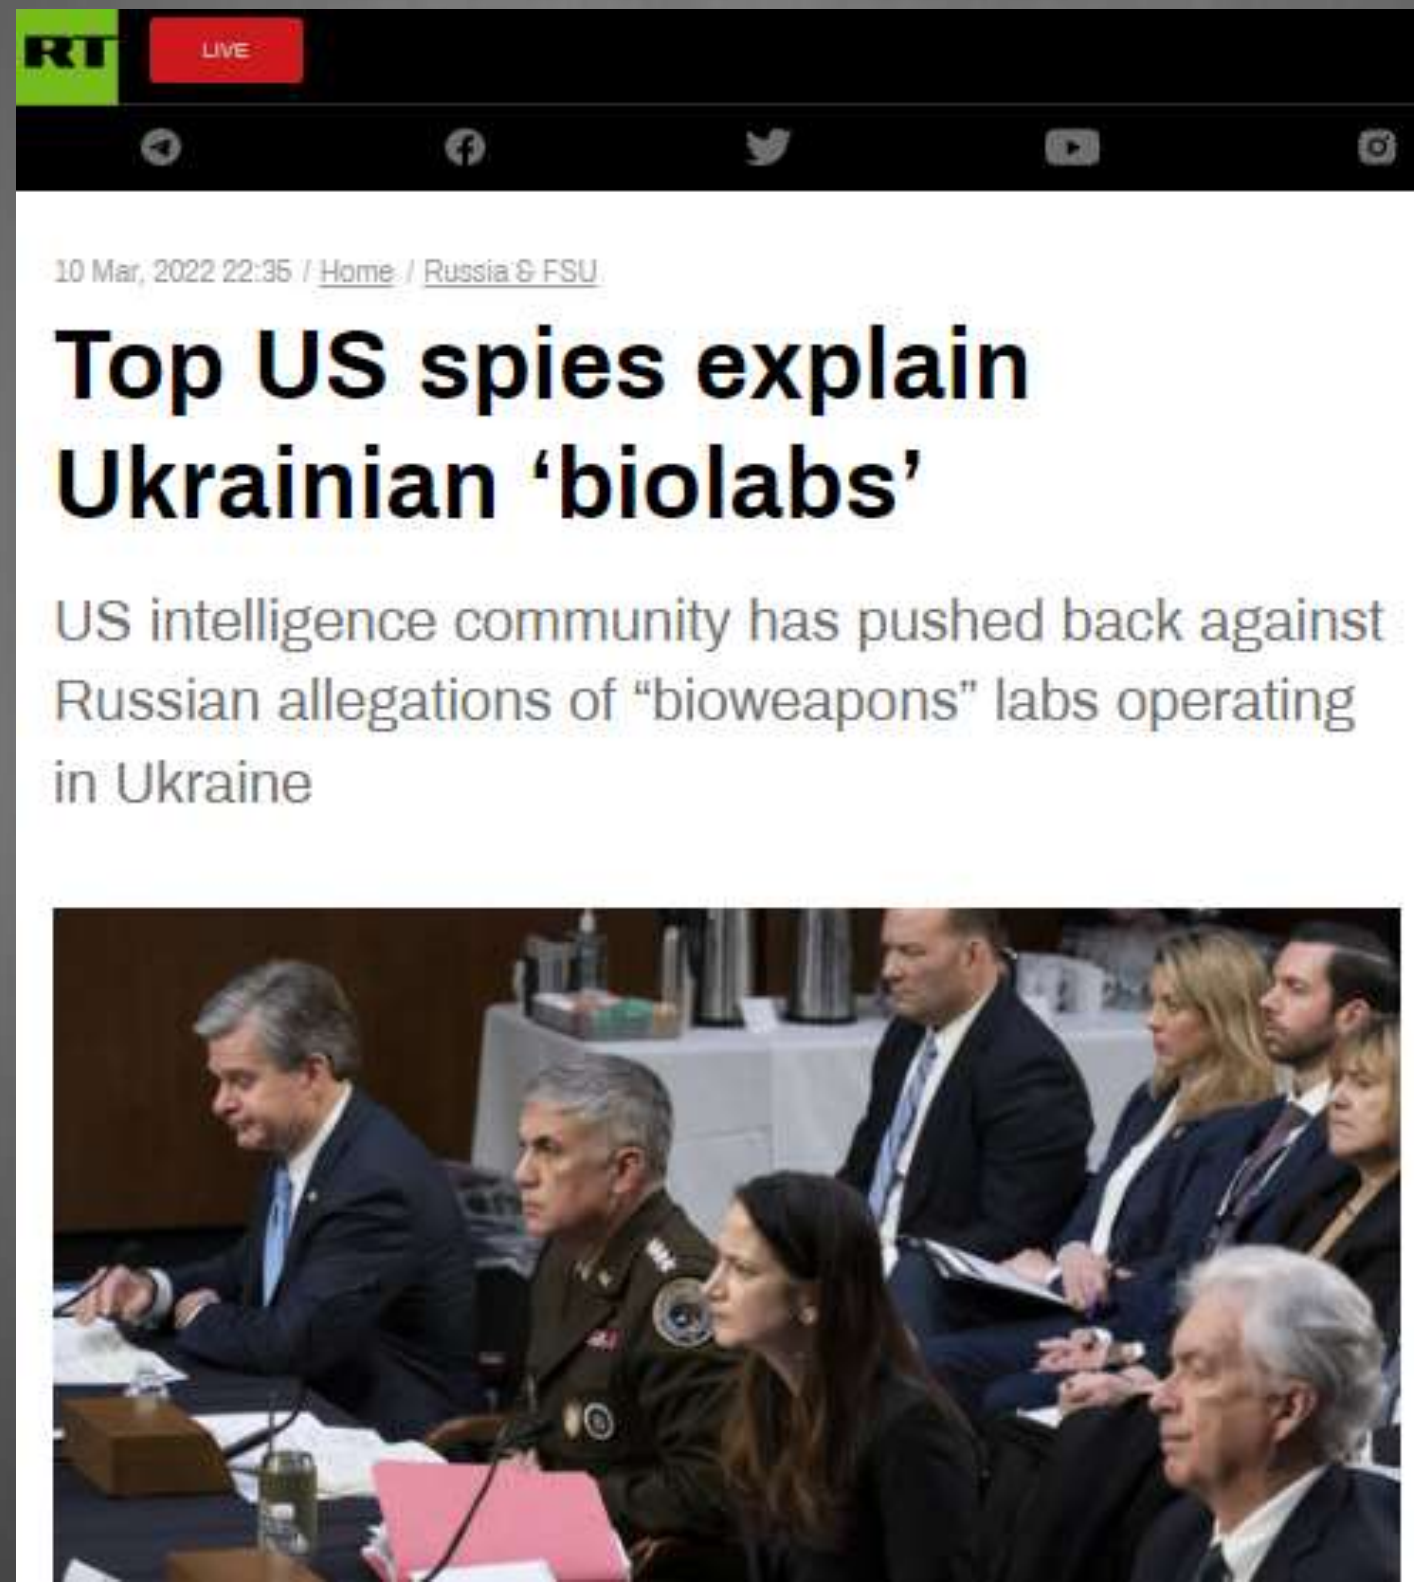 RT
LIVE
10 Mar, 2022 22:35 / Home / Russia & FSU
Top US spies explain
Ukrainian ‘biolabs’
US intelligence community has pushed back against
Russian allegations of “bioweapons” labs operating
in Ukraine